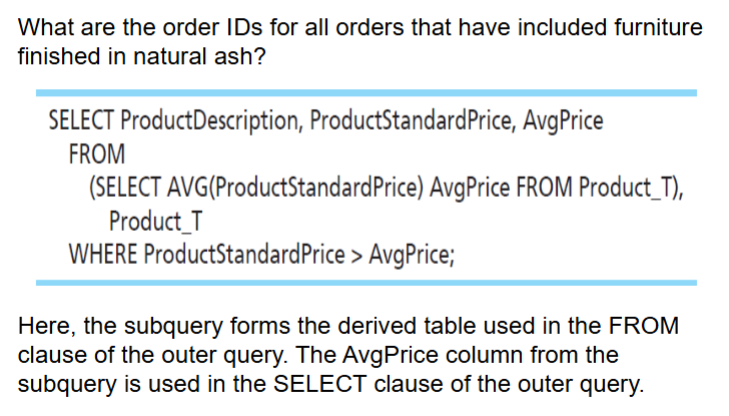 What are the order IDs for all orders that have included furniture
finished in natural ash?
SELECT ProductDescription, ProductStandardPrice, AvgPrice
FROM
(SELECT AVG(ProductStandardPrice) AvgPrice FROM Product_T),
Product_T
WHERE ProductStandardPrice > AvgPrice;
Here, the subquery forms the derived table used in the FROM
clause of the outer query. The AvgPrice column from the
subquery is used in the SELECT clause of the outer query.